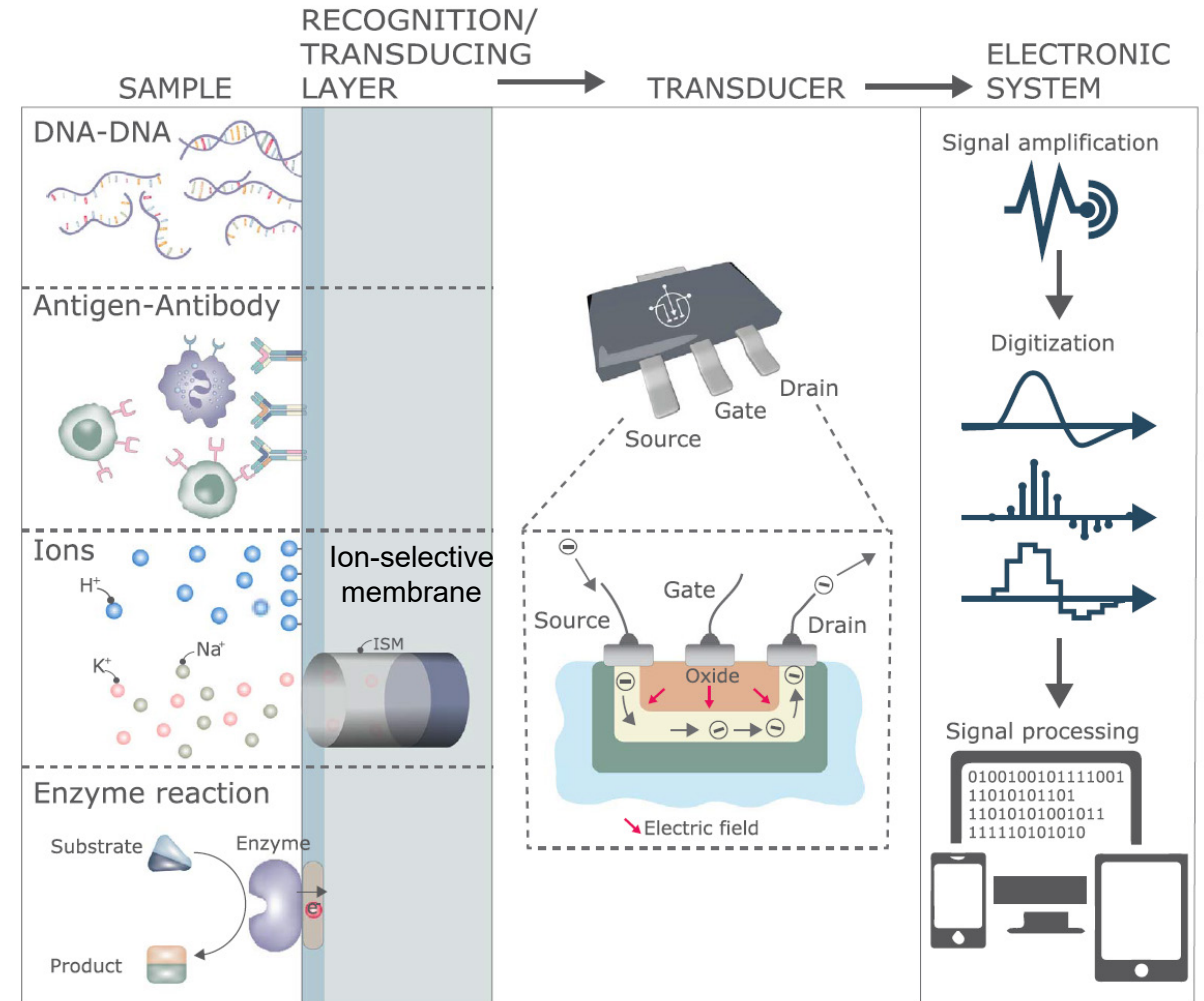 SAMPLE
RECOGNITION/
TRANSDUCING
LAYER
TRANSDUCER
ELECTRONIC
SYSTEM
DNA-DNA
Antigen-Antibody
Ions
H⁺
K⁺
Na⁺
Ion-selective
membrane
ISM
Enzyme reaction
Substrate
Enzyme
e
Product
Source
Gate
Drain
Source
Gate
Drain
Oxide
Electric field
Signal amplification
Digitization
Signal processing
0100100101111001
11010101101
11010101001011
111110101010